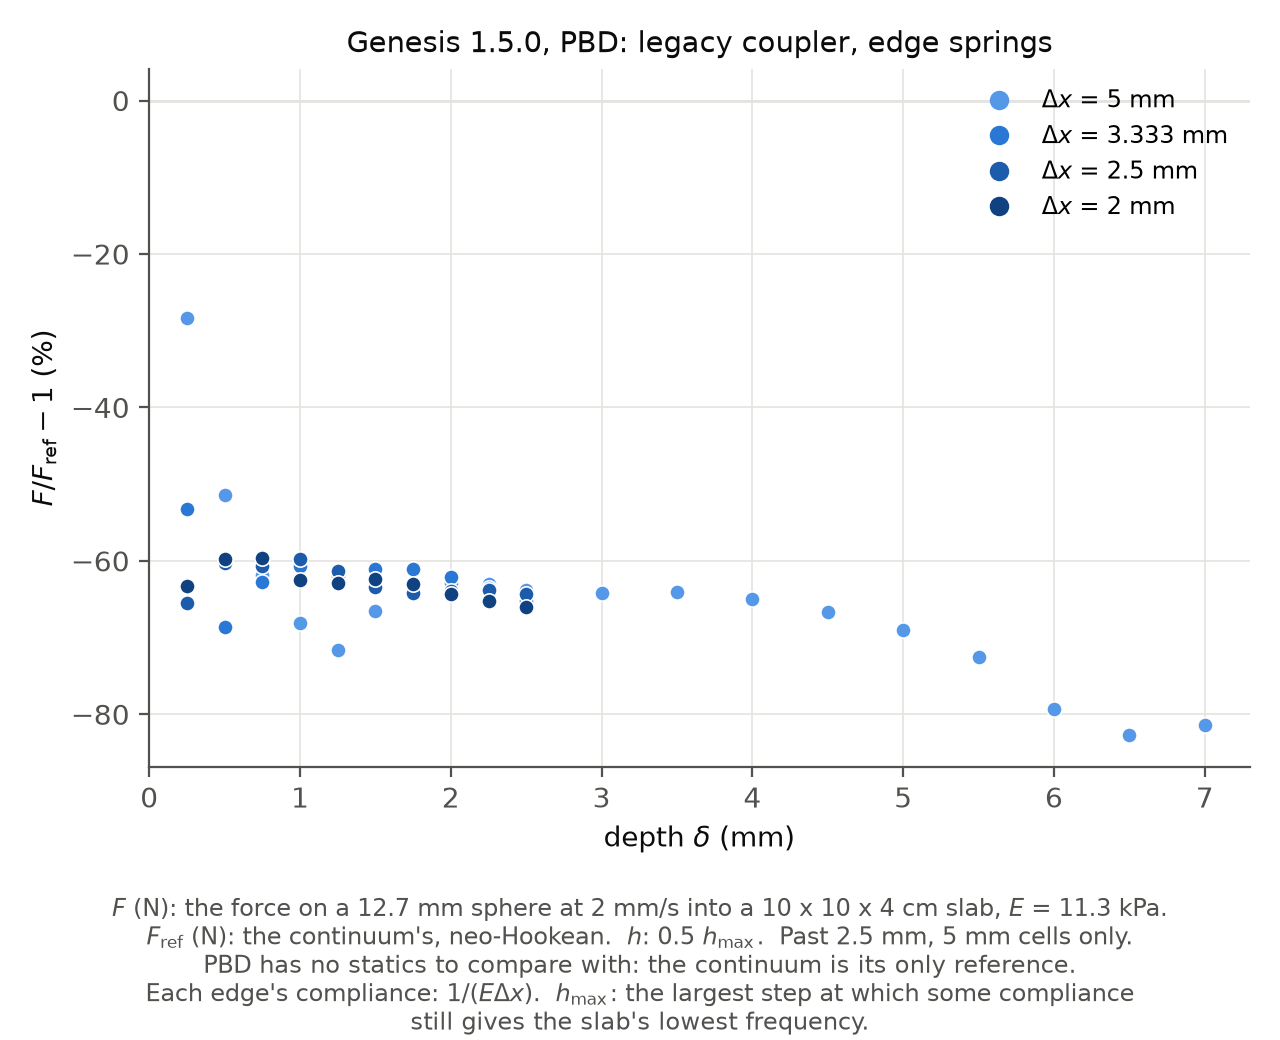 Genesis 1.5.0, PBD: legacy coupler, edge springs
Δx = 5 mm
Δx = 3.333 mm
Δx = 2.5 mm
Δx = 2 mm
F/F_ref − 1 (%)
0
−20
−40
−60
−80
0 1 2 3 4 5 6 7
depth δ (mm)
F (N): the force on a 12.7 mm sphere at 2 mm/s into a 10 x 10 x 4 cm slab, E = 11.3 kPa.
F_ref (N): the continuum's, neo-Hookean. h: 0.5 h_max. Past 2.5 mm, 5 mm cells only.
PBD has no statics to compare with: the continuum is its only reference.
Each edge's compliance: 1/(EΔx). h_max: the largest step at which some compliance
still gives the slab's lowest frequency.